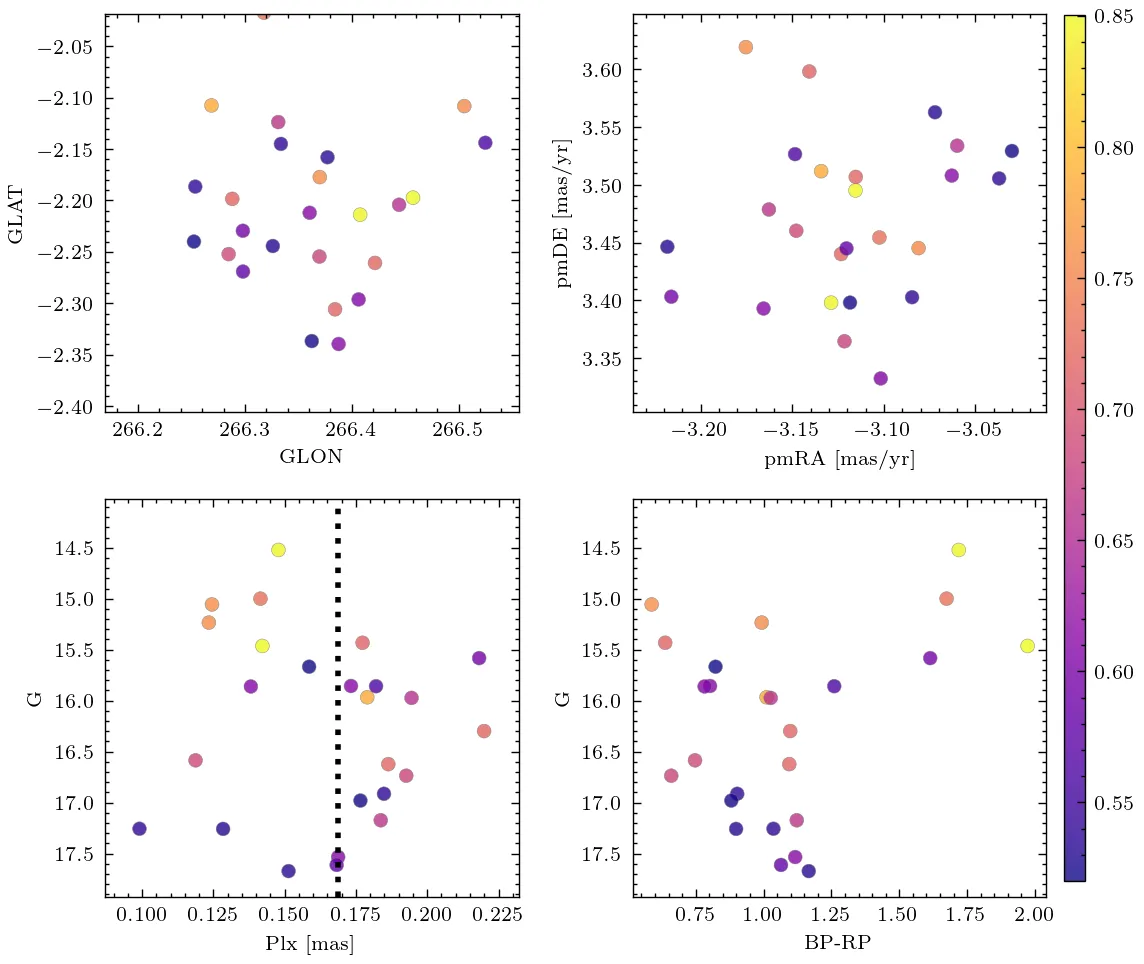 −2.05
−2.10
−2.15
−2.20
−2.25
−2.30
−2.35
−2.40
GLAT
266.2 266.3 266.4 266.5
GLON
3.60
3.55
3.50
3.45
3.40
3.35
pmDE [mas/yr]
−3.20 −3.15 −3.10 −3.05
pmRA [mas/yr]
14.5
15.0
15.5
16.0
16.5
17.0
17.5
G
0.100 0.125 0.150 0.175 0.200 0.225
Plx [mas]
14.5
15.0
15.5
16.0
16.5
17.0
17.5
G
0.75 1.00 1.25 1.50 1.75 2.00
BP-RP
0.85
0.80
0.75
0.70
0.65
0.60
0.55